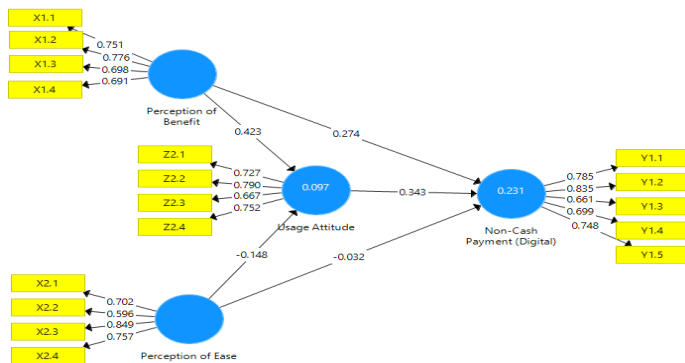 X1.1
X1.2
X1.3
X1.4
0.751
0.776
0.698
0.691
Perception of
Benefit
0.423
0.274
Z2.1
Z2.2
Z2.3
Z2.4
0.727
0.790
0.667
0.752
0.097
Usage Attitude
0.343
0.231
Non-Cash
Payment (Digital)
0.785
0.835
0.661
0.699
0.748
Y1.1
Y1.2
Y1.3
Y1.4
Y1.5
-0.148
-0.032
X2.1
X2.2
X2.3
X2.4
0.702
0.596
0.849
0.757
Perception of Ease